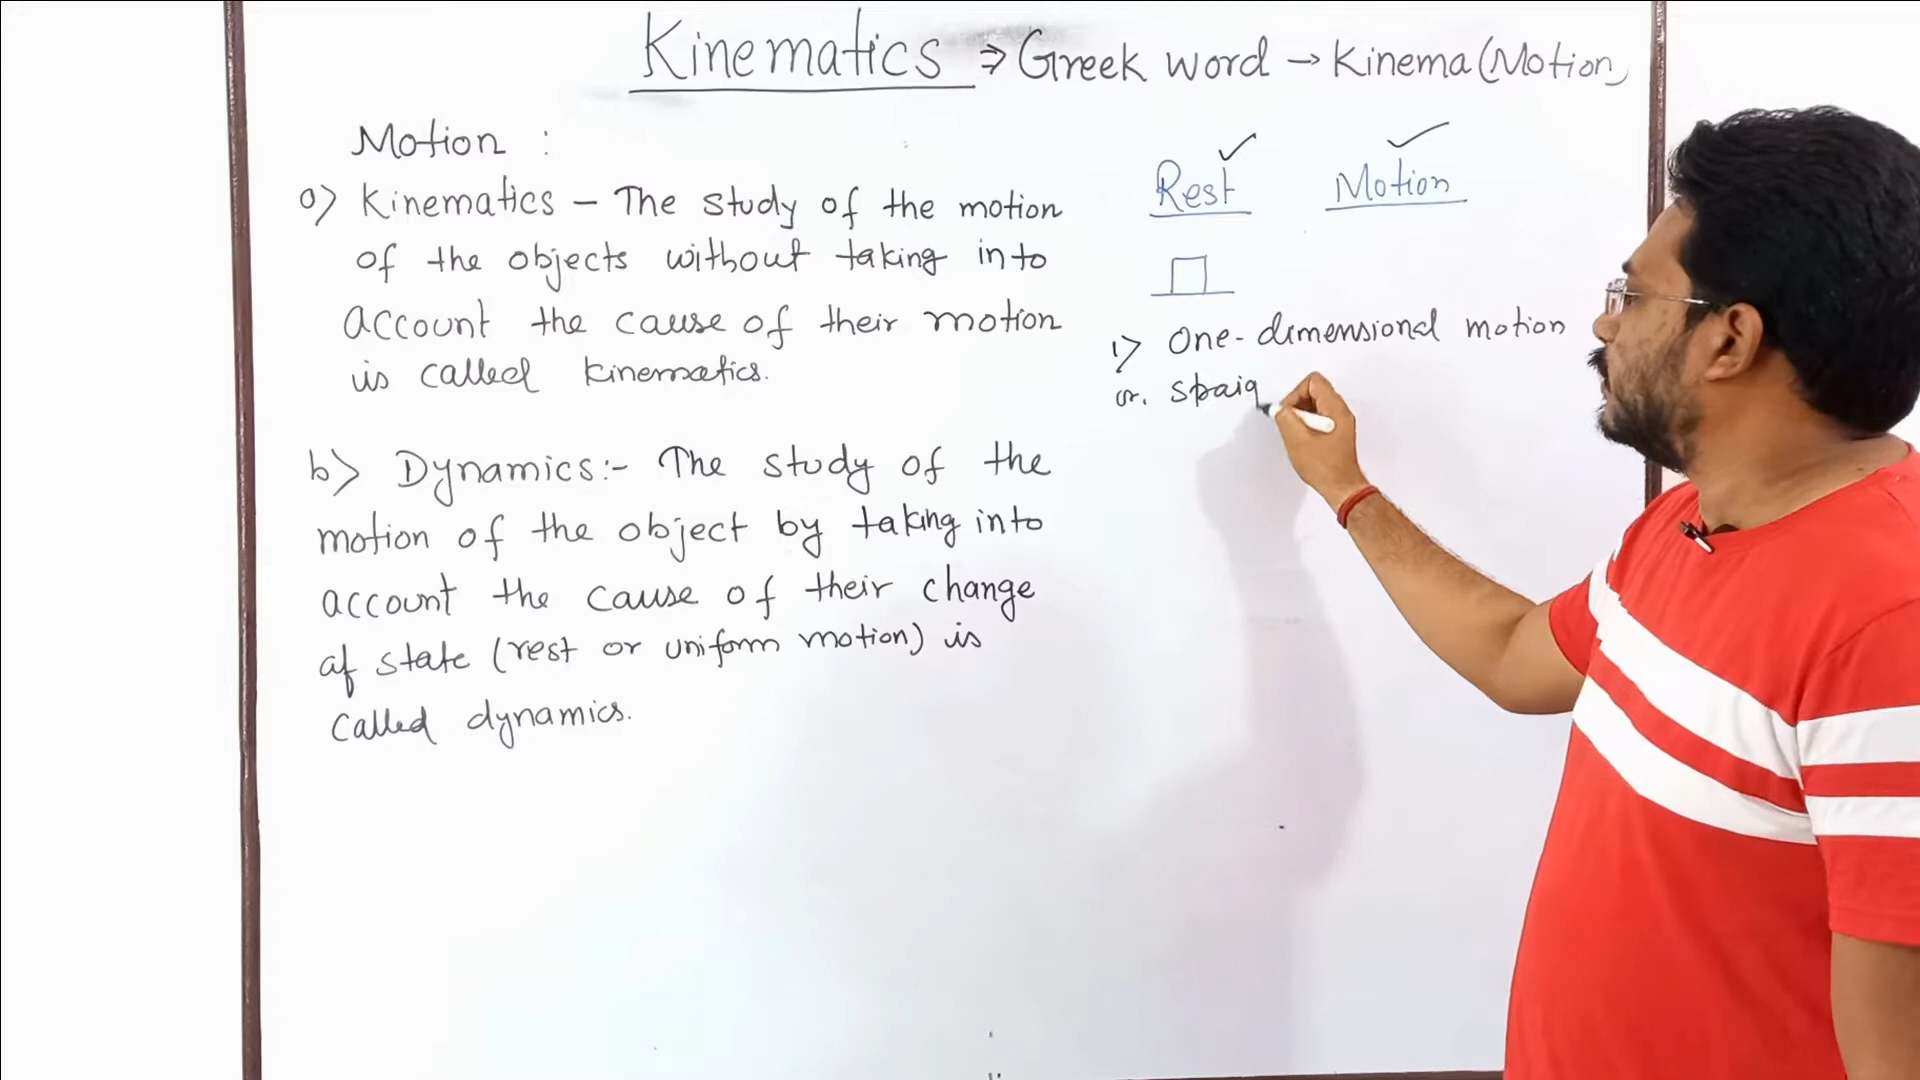 Kinematics ⇒ Greek word → Kinema (Motion)
Motion :
a) Kinematics – The study of the motion
of the objects without taking into
account the cause of their motion
is called kinematics.
b) Dynamics:- The study of the
motion of the object by taking into
account the cause of their change
of state (rest or uniform motion) is
called dynamics.
Rest ✓ Motion ✓
1) One-dimensional motion
or. straig